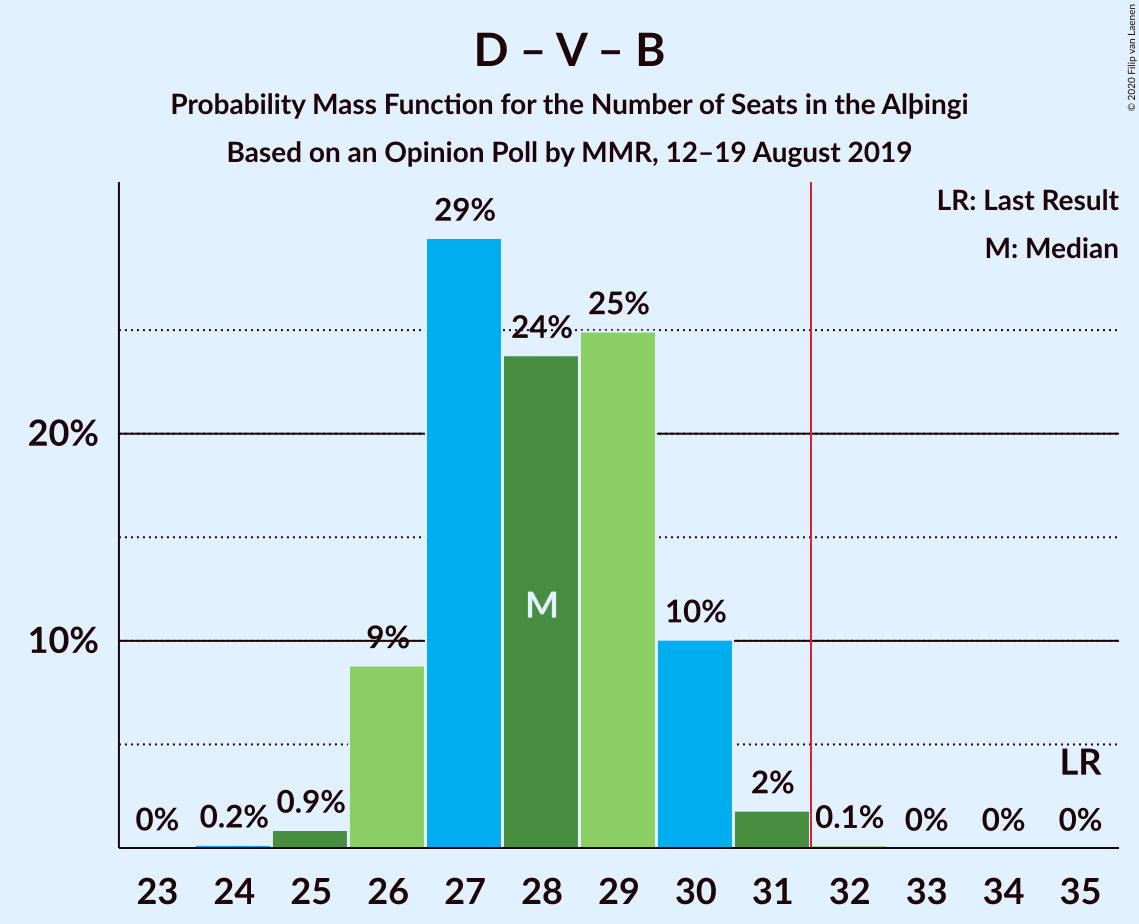 D – V – B
Probability Mass Function for the Number of Seats in the Alþingi
Based on an Opinion Poll by MMR, 12–19 August 2019
© 2020 Filip van Laenen
LR: Last Result
M: Median
29%
25%
24%
20%
M
10%
9%
10%
LR
0%
0.2%
0.9%
2%
0.1%
0%
0%
0%
23 24 25 26 27 28 29 30 31 32 33 34 35